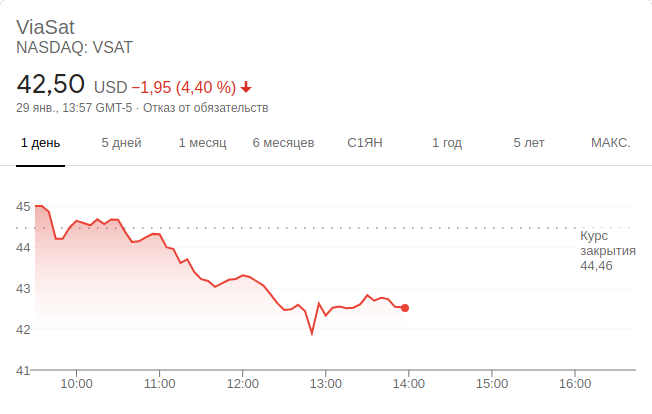 ViaSat
NASDAQ: VSAT
42,50 USD −1,95 (4,40 %)
29 янв., 13:57 GMT-5 · Отказ от обязательств
1 день 5 дней 1 месяц 6 месяцев С1ЯН 1 год 5 лет МАКС.
45
Курс
закрытия
44,46
44
43
42
41
10:00 11:00 12:00 13:00 14:00 15:00 16:00